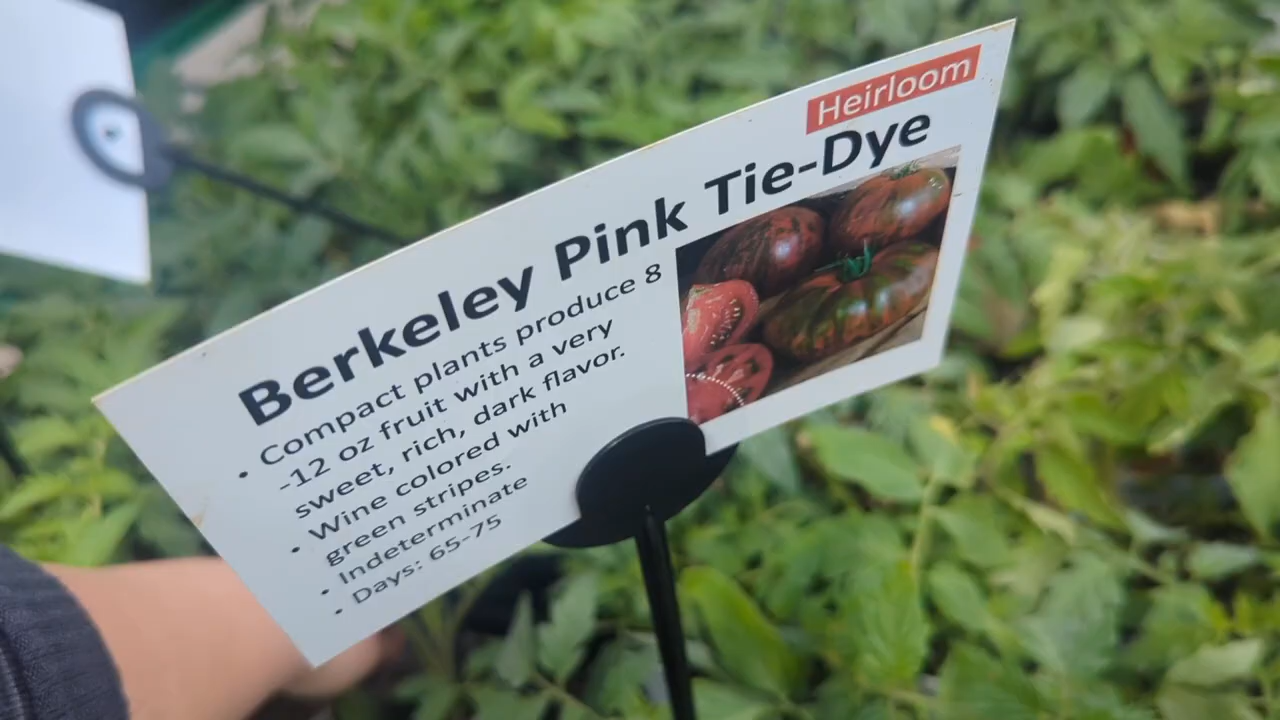 Heirloom
Berkeley Pink Tie-Dye
• Compact plants produce 8
-12 oz fruit with a very
sweet, rich, dark flavor.
• Wine colored with
green stripes.
• Indeterminate
• Days: 65-75